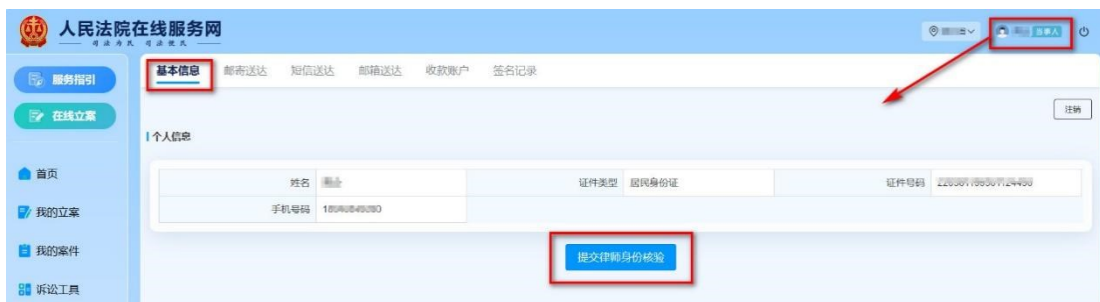 人民法院在线服务网
司法为民 司法便民
当事人
服务指引
在线立案
基本信息 邮寄送达 短信送达 邮箱送达 收款账户 签名记录
注销
个人信息
首页
我的立案
我的案件
诉讼工具
姓名
证件类型 居民身份证
证件号码
手机号码
提交律师身份核验